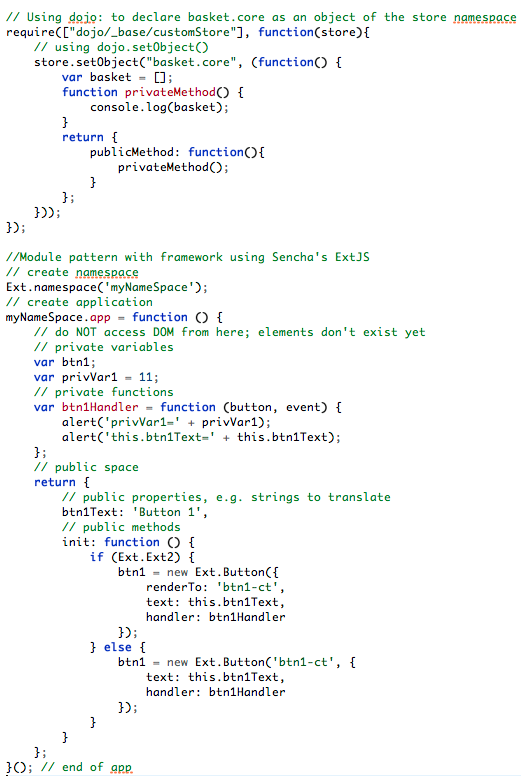 // Using dojo: to declare basket.core as an object of the store namespace
require(["dojo/_base/customStore"], function(store){
    // using dojo.setObject()
    store.setObject("basket.core", (function() {
        var basket = [];
        function privateMethod() {
            console.log(basket);
        }
        return {
            publicMethod: function(){
                privateMethod();
            }
        };
    }));
});

//Module pattern with framework using Sencha's ExtJS
// create namespace
Ext.namespace('myNameSpace');
// create application
myNameSpace.app = function () {
    // do NOT access DOM from here; elements don't exist yet
    // private variables
    var btn1;
    var privVar1 = 11;
    // private functions
    var btn1Handler = function (button, event) {
        alert('privVar1=' + privVar1);
        alert('this.btn1Text=' + this.btn1Text);
    };
    // public space
    return {
        // public properties, e.g. strings to translate
        btn1Text: 'Button 1',
        // public methods
        init: function () {
            if (Ext.Ext2) {
                btn1 = new Ext.Button({
                    renderTo: 'btn1-ct',
                    text: this.btn1Text,
                    handler: btn1Handler
                });
            } else {
                btn1 = new Ext.Button('btn1-ct', {
                    text: this.btn1Text,
                    handler: btn1Handler
                });
            }
        }
    };
}(); // end of app